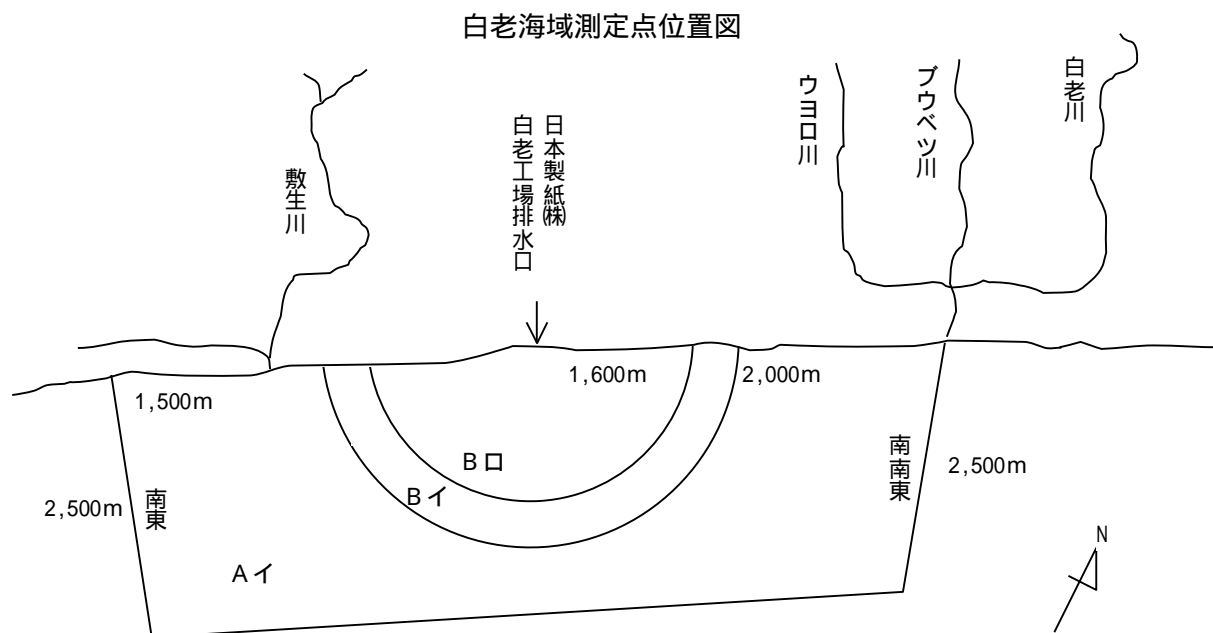 白老海域測定点位置図
敷生川
日本製紙㈱
白老工場排水口
ウヨロ川
ブウベツ川
白老川
1,500m
1,600m
2,000m
2,500m
南東
Bロ
Bイ
Aイ
南南東
2,500m
N